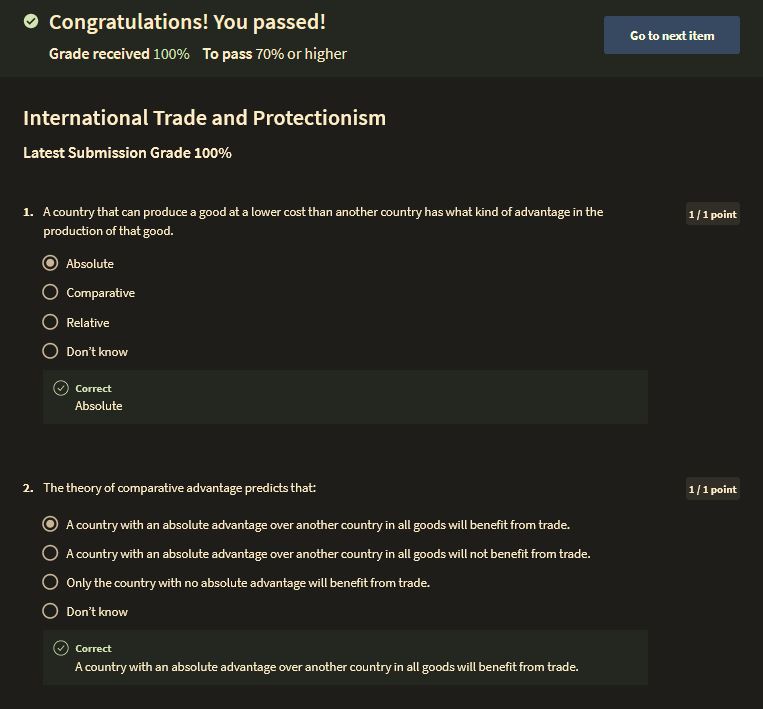 Congratulations! You passed!
Grade received 100% To pass 70% or higher
Go to next item
International Trade and Protectionism
Latest Submission Grade 100%
1. A country that can produce a good at a lower cost than another country has what kind of advantage in the
production of that good.
1 / 1 point
Absolute
Comparative
Relative
Don't know
Correct
Absolute
2. The theory of comparative advantage predicts that:
1 / 1 point
A country with an absolute advantage over another country in all goods will benefit from trade.
A country with an absolute advantage over another country in all goods will not benefit from trade.
Only the country with no absolute advantage will benefit from trade.
Don't know
Correct
A country with an absolute advantage over another country in all goods will benefit from trade.